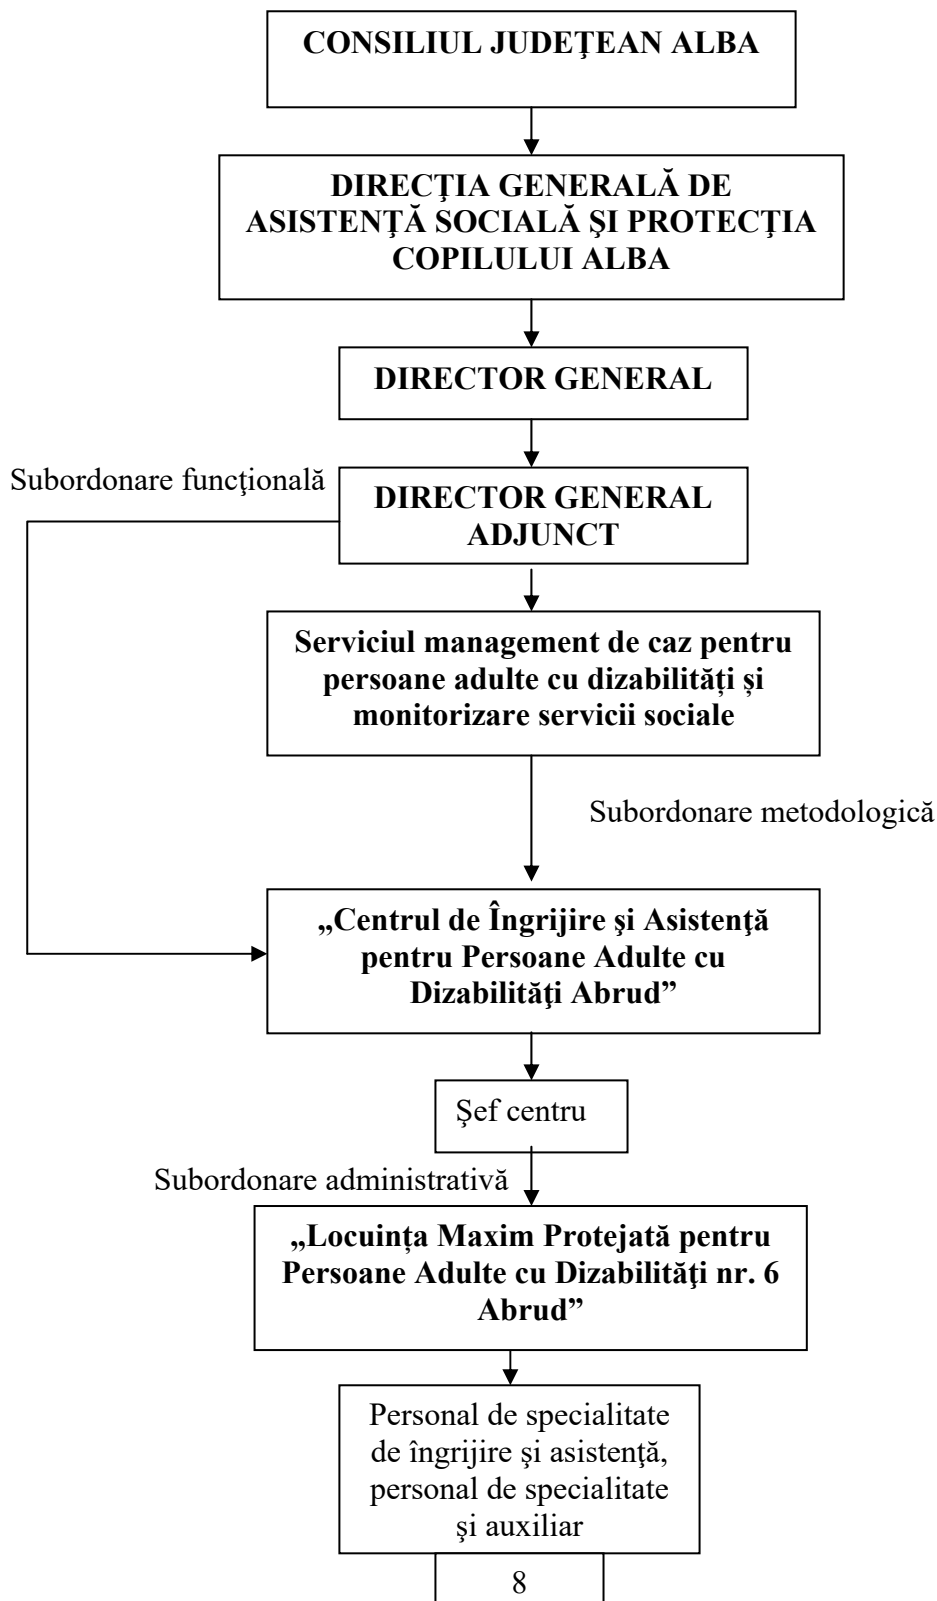 CONSILIUL JUDEŢEAN ALBA
DIRECŢIA GENERALĂ DE
ASISTENŢĂ SOCIALĂ ŞI PROTECŢIA
COPILULUI ALBA
DIRECTOR GENERAL
Subordonare funcţională
DIRECTOR GENERAL
ADJUNCT
Serviciul management de caz pentru
persoane adulte cu dizabilități și
monitorizare servicii sociale
Subordonare metodologică
„Centrul de Îngrijire şi Asistenţă
pentru Persoane Adulte cu
Dizabilităţi Abrud”
Şef centru
Subordonare administrativă
„Locuința Maxim Protejată pentru
Persoane Adulte cu Dizabilităţi nr. 6
Abrud”
Personal de specialitate
de îngrijire şi asistenţă,
personal de specialitate
şi auxiliar
8